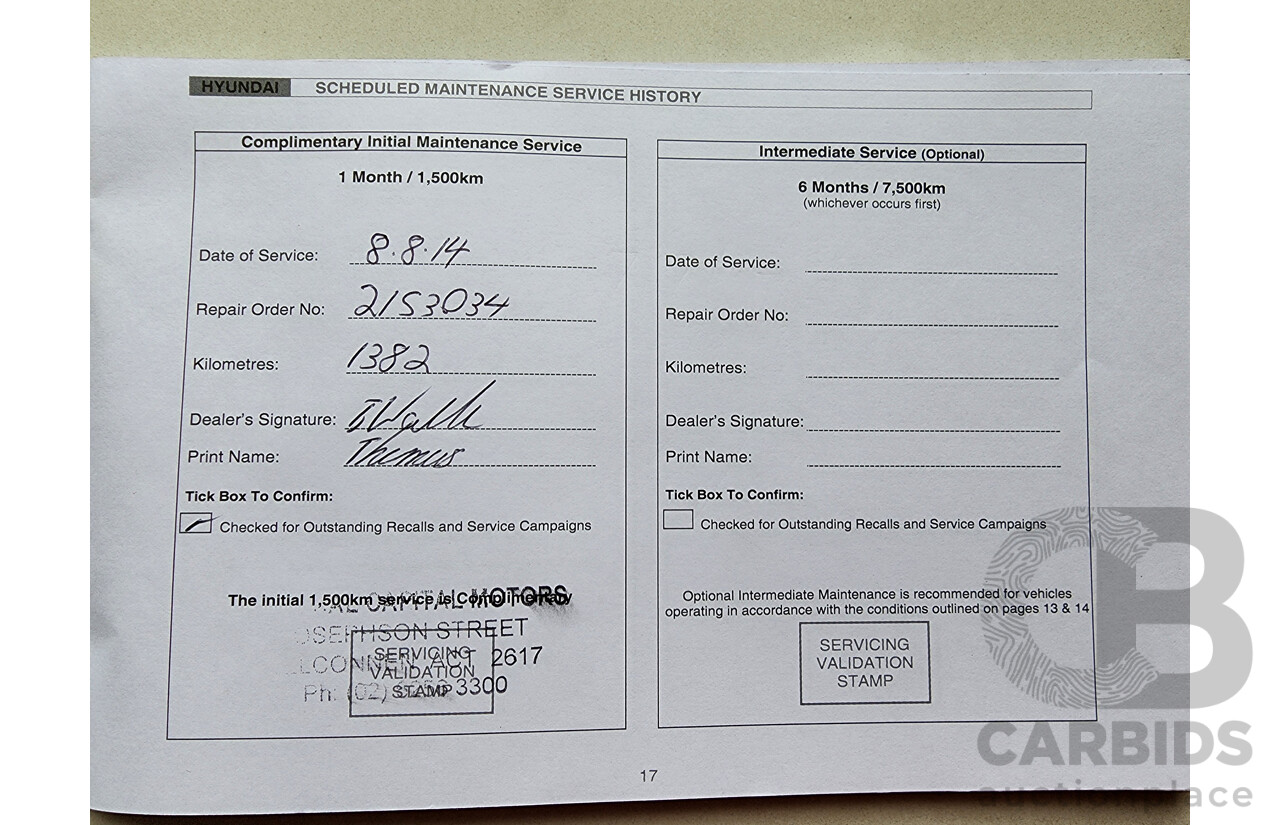 HYUNDAI SCHEDULED MAINTENANCE SERVICE HISTORY
Complimentary Initial Maintenance Service
1 Month / 1,500km
Date of Service: 8.8.14
Repair Order No: 2153034
Kilometres: 1382
Dealer's Signature:
Print Name: Thomas
Tick Box To Confirm:
Checked for Outstanding Recalls and Service Campaigns
The initial 1,500km service is Complimentary
CAPITAL MOTORS
STREET
ACT 2617
Ph: (02) 3300
SERVICING
VALIDATION
STAMP
Intermediate Service (Optional)
6 Months / 7,500km
(whichever occurs first)
Date of Service:
Repair Order No:
Kilometres:
Dealer's Signature:
Print Name:
Tick Box To Confirm:
Checked for Outstanding Recalls and Service Campaigns
Optional Intermediate Maintenance is recommended for vehicles
operating in accordance with the conditions outlined on pages 13 & 14
SERVICING
VALIDATION
STAMP
17
CB
CARBIDS
auctionplace